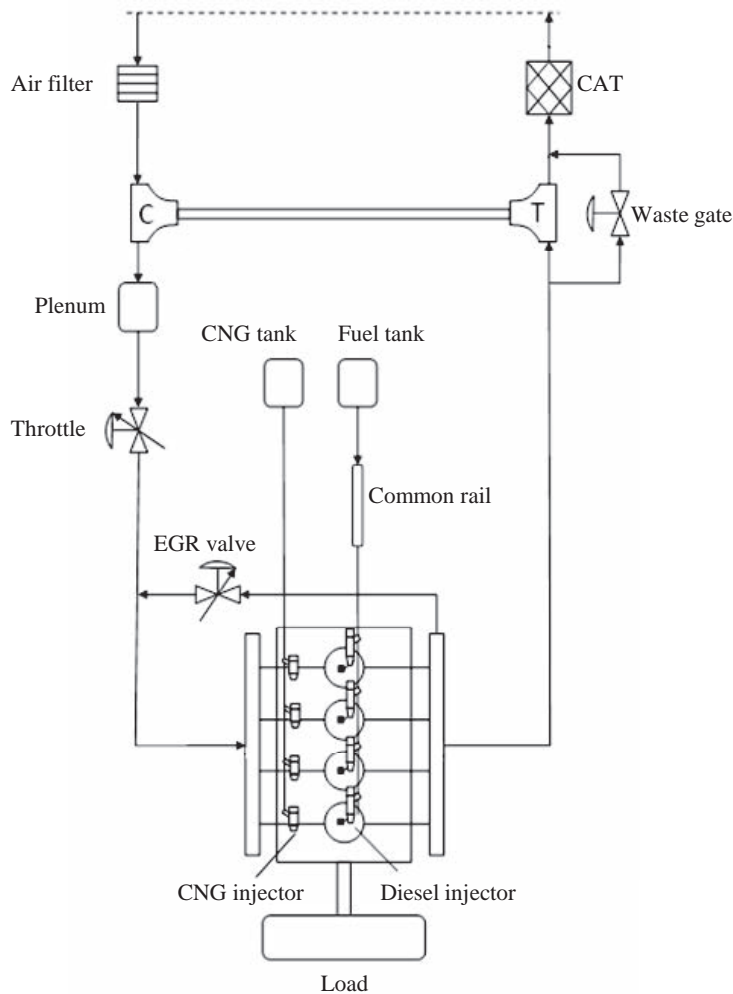 Air filter
CAT
C
T
Waste gate
Plenum
CNG tank
Fuel tank
Throttle
Common rail
EGR valve
CNG injector
Diesel injector
Load